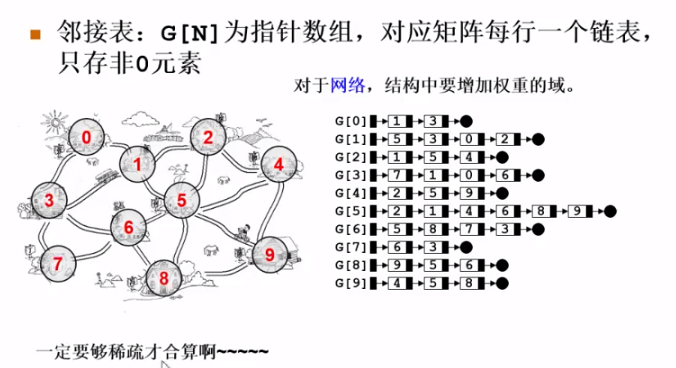 邻接表：G[N]为指针数组，对应矩阵每行一个链表，
只存非0元素
对于网络，结构中要增加权重的域。
0
1
2
3
4
5
6
7
8
9
G[0] 1 3
G[1] 5 3 0 2
G[2] 1 5 4
G[3] 7 1 0 6
G[4] 2 5 9
G[5] 2 1 4 6 8 9
G[6] 5 8 7 3
G[7] 6 3
G[8] 9 5 6
G[9] 4 5 8
一定要够稀疏才合算啊~~~~~